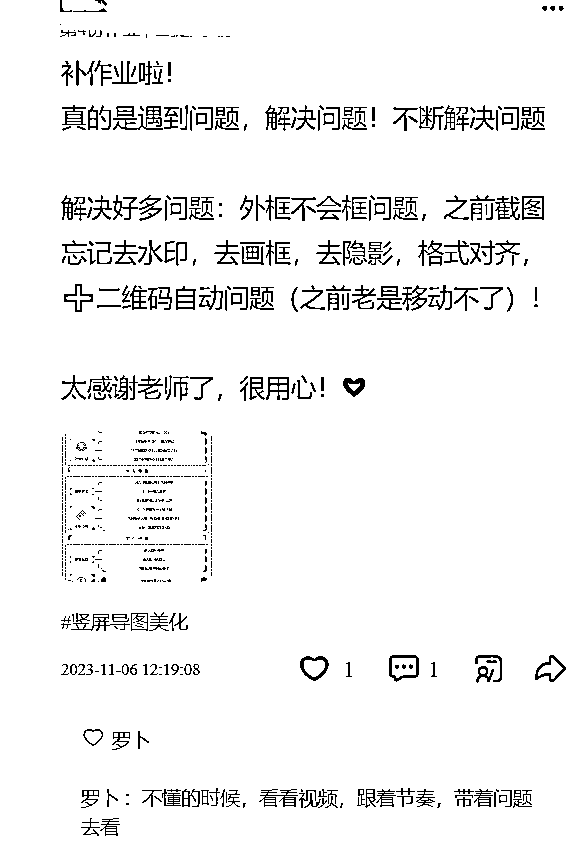 补作业啦！
真的是遇到问题，解决问题！不断解决问题
解决好多问题：外框不会框问题，之前截图
忘记去水印，去画框，去隐影，格式对齐，
➕二维码自动问题（之前老是移动不了）！
太感谢老师了，很用心！❤
#竖屏导图美化
2023-11-06 12:19:08
1
1
罗卜
罗卜：不懂的时候，看看视频，跟着节奏，带着问题
去看